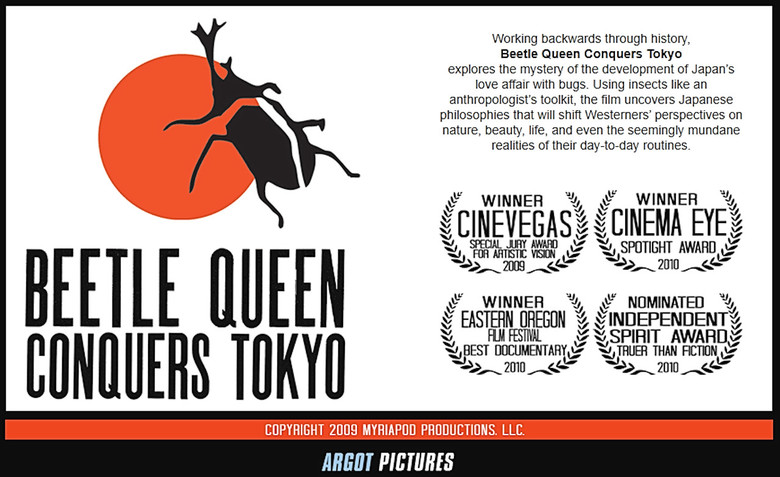 BEETLE QUEEN
CONQUERS TOKYO
Working backwards through history,
Beetle Queen Conquers Tokyo
explores the mystery of the development of Japan's
love affair with bugs. Using insects like an
anthropologist's toolkit, the film uncovers Japanese
philosophies that will shift Westerners' perspectives on
nature, beauty, life, and even the seemingly mundane
realities of their day-to-day routines.
WINNER
CINEVEGAS
SPECIAL JURY AWARD
FOR ARTISTIC VISION
2009
WINNER
CINEMA EYE
SPOTIGHT AWARD
2010
WINNER
EASTERN OREGON
FILM FESTIVAL
BEST DOCUMENTARY
2010
NOMINATED
INDEPENDENT
SPIRIT AWARD
TRUER THAN FICTION
2010
COPYRIGHT 2009 MYRIAPOD PRODUCTIONS, LLC.
ARGOT PICTURES